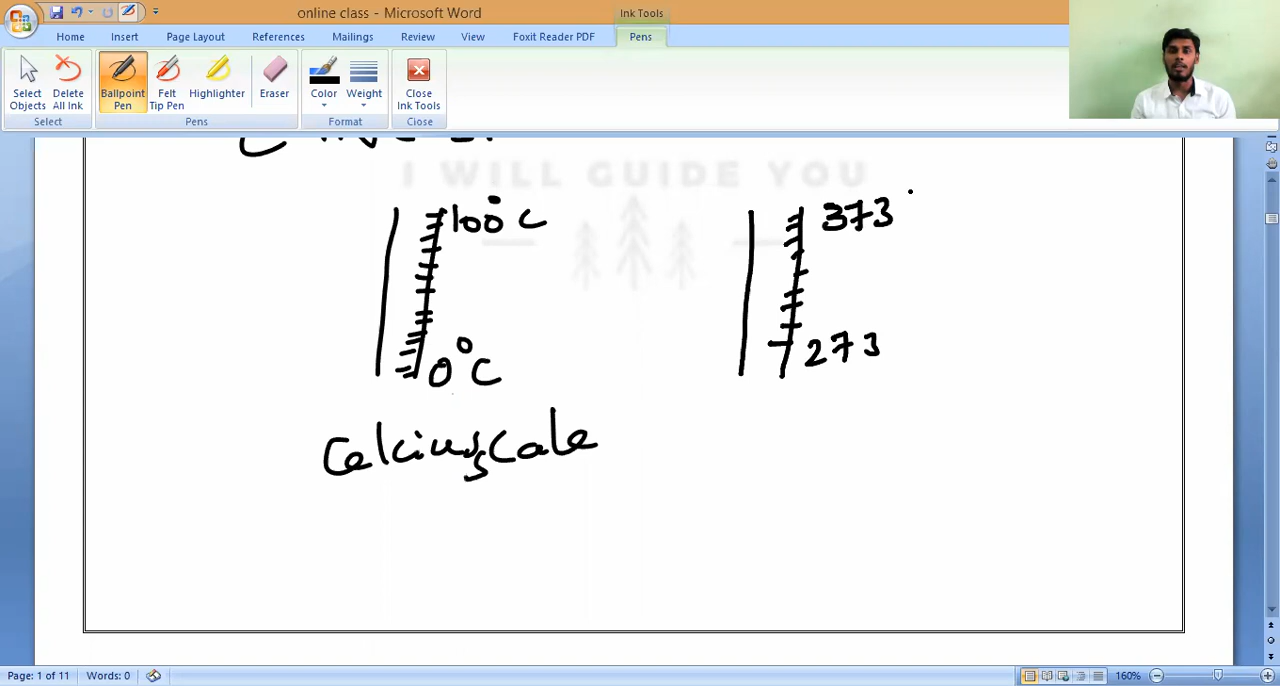 online class - Microsoft Word
Ink Tools
Home Insert Page Layout References Mailings Review View Foxit Reader PDF Pens
Select Objects
Delete All Ink
Ballpoint Pen
Felt Tip Pen
Highlighter
Eraser
Color
Weight
Close Ink Tools
Select Pens Format Close
I WILL GUIDE YOU
100°C 373
0°C 273
Celcius scale
Page: 1 of 11 Words: 0 160%